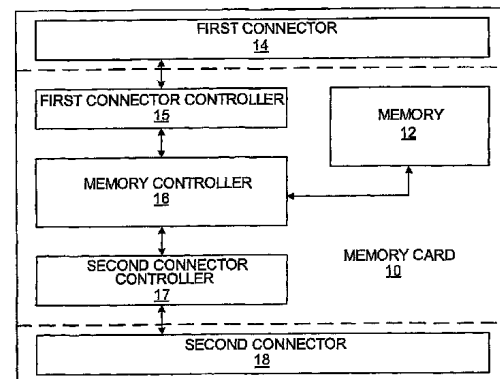 FIRST CONNECTOR
14
FIRST CONNECTOR CONTROLLER
15
MEMORY
12
MEMORY CONTROLLER
16
SECOND CONNECTOR
CONTROLLER
17
MEMORY CARD
10
SECOND CONNECTOR
18